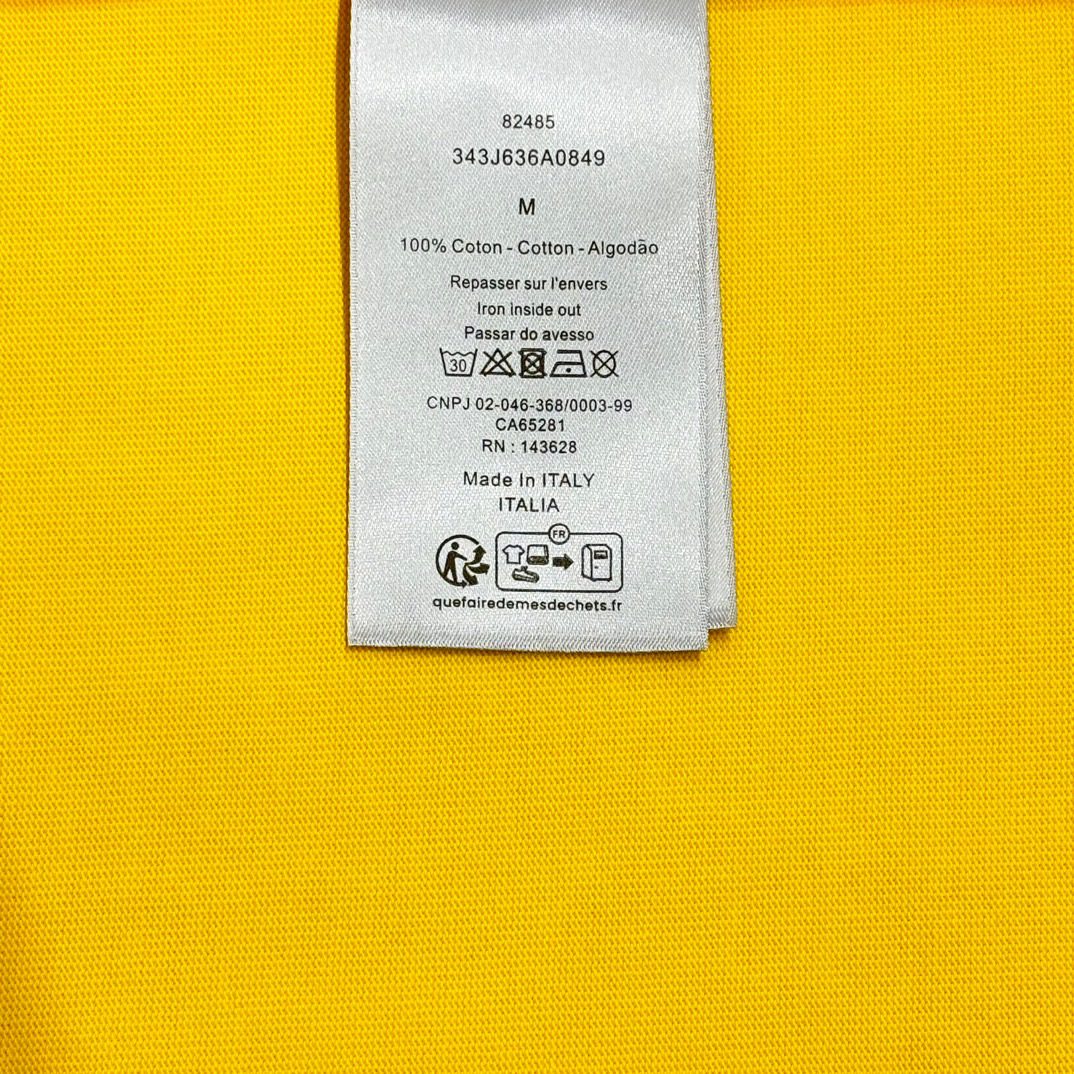 82485
343J636A0849
M
100% Coton - Cotton - Algodão
Repasser sur l'envers
Iron inside out
Passar do avesso
30
CNPJ 02-046-368/0003-99
CA65281
RN : 143628
Made In ITALY
ITALIA
FR
quefairedemesdechets.fr